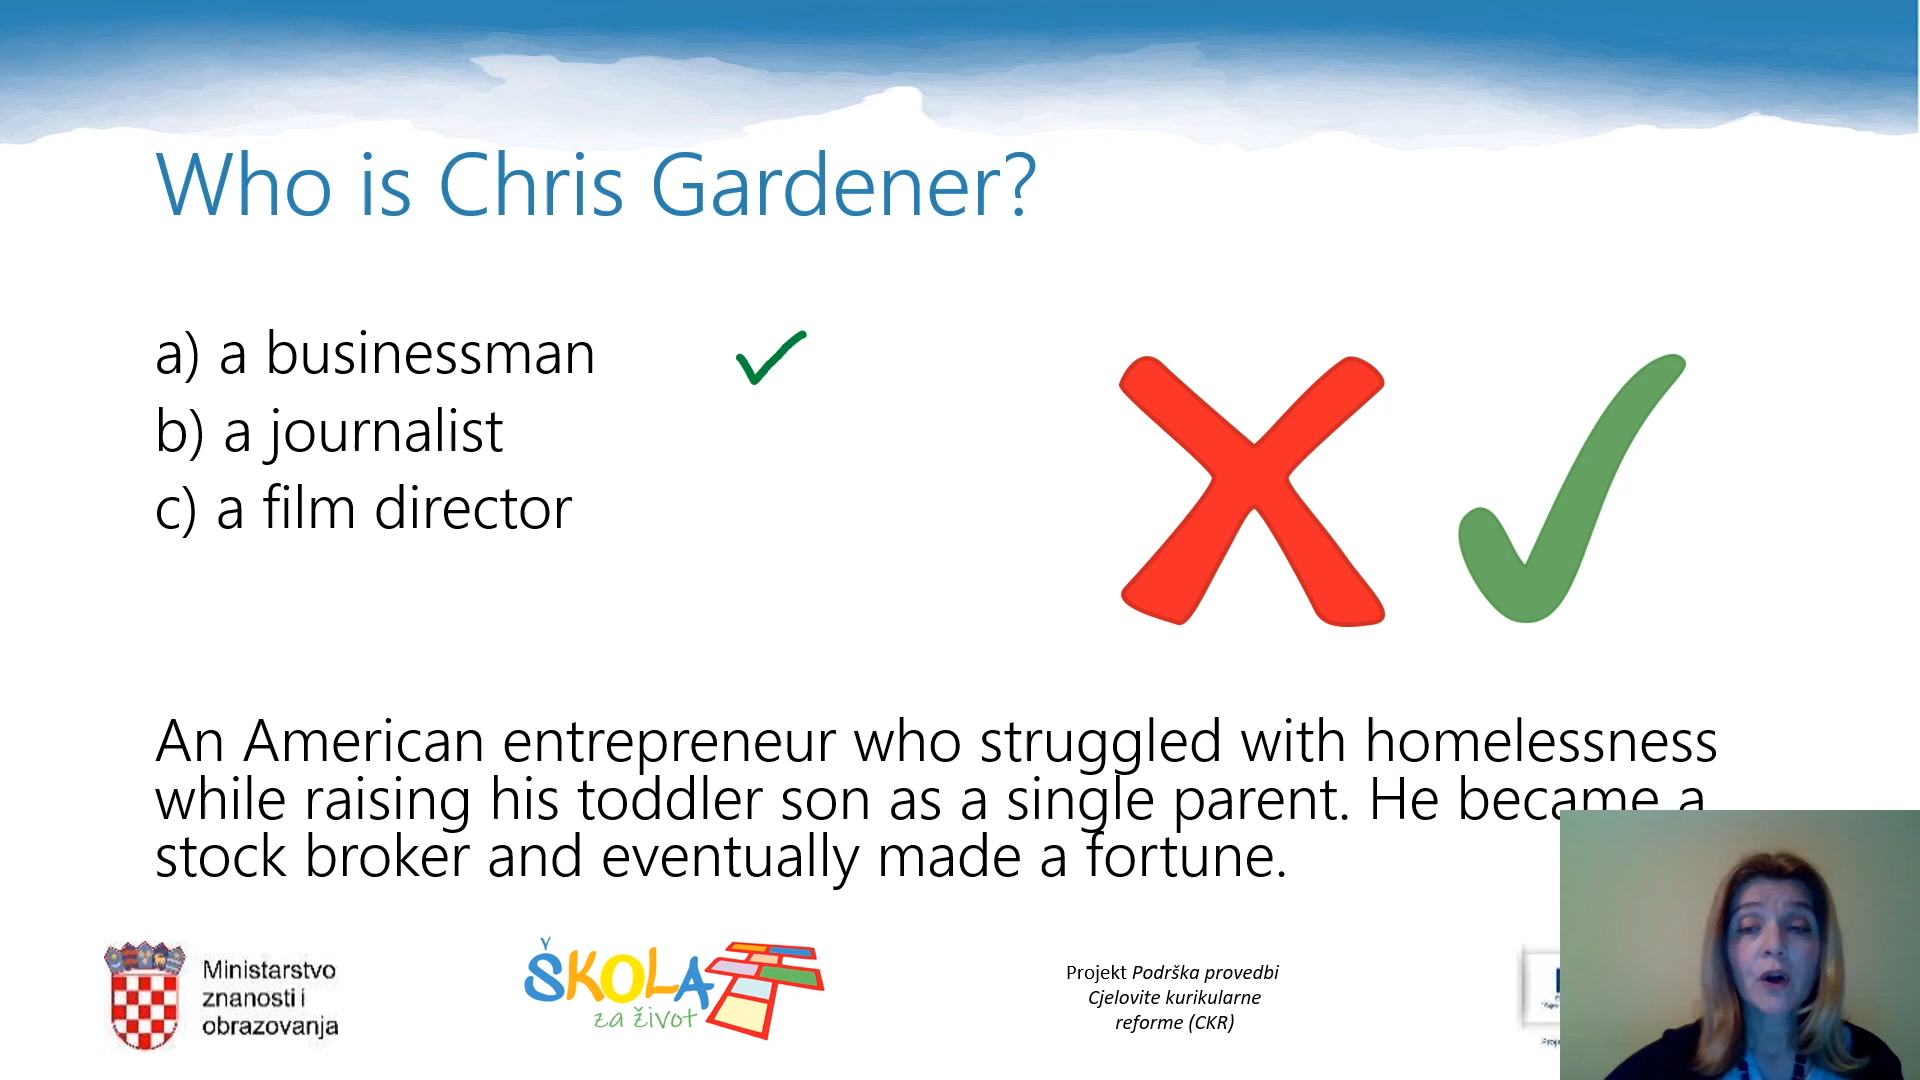 Who is Chris Gardener?
a) a businessman
b) a journalist
c) a film director
An American entrepreneur who struggled with homelessness
while raising his toddler son as a single parent. He became a
stock broker and eventually made a fortune.
Ministarstvo
znanosti i
obrazovanja
ŠKOLA
za život
Projekt Podrška provedbi
Cjelovite kurikularne
reforme (CKR)